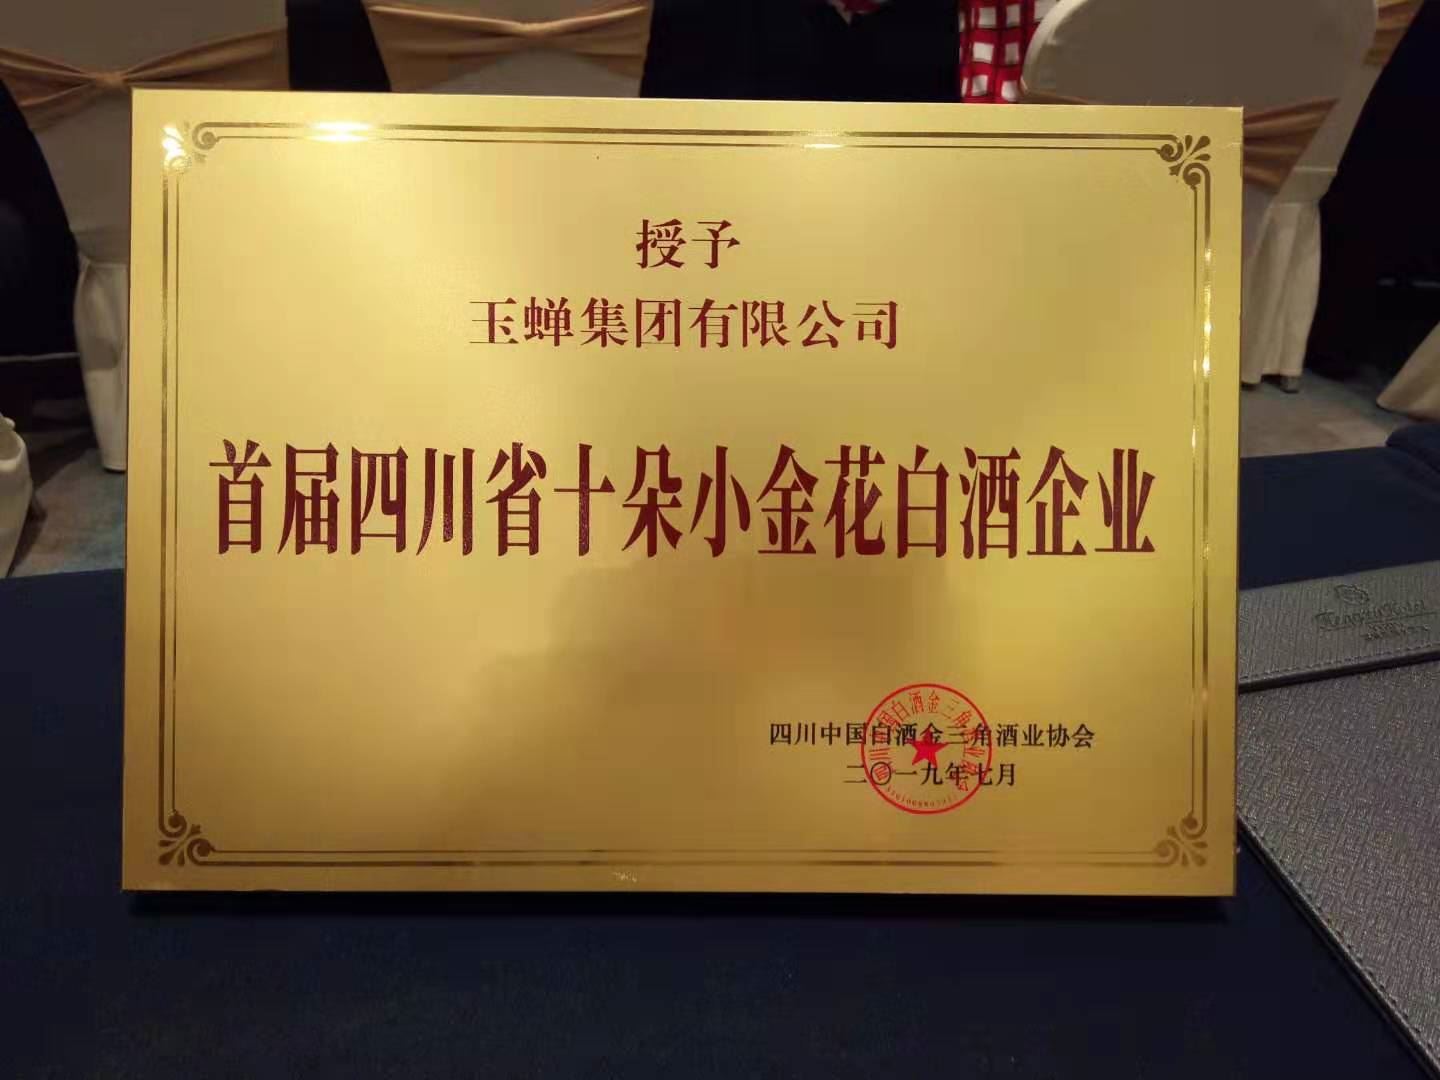 授予
玉蝉集团有限公司
首届四川省十朵小金花白酒企业
四川中国白酒金三角酒业协会
二〇一九年七月